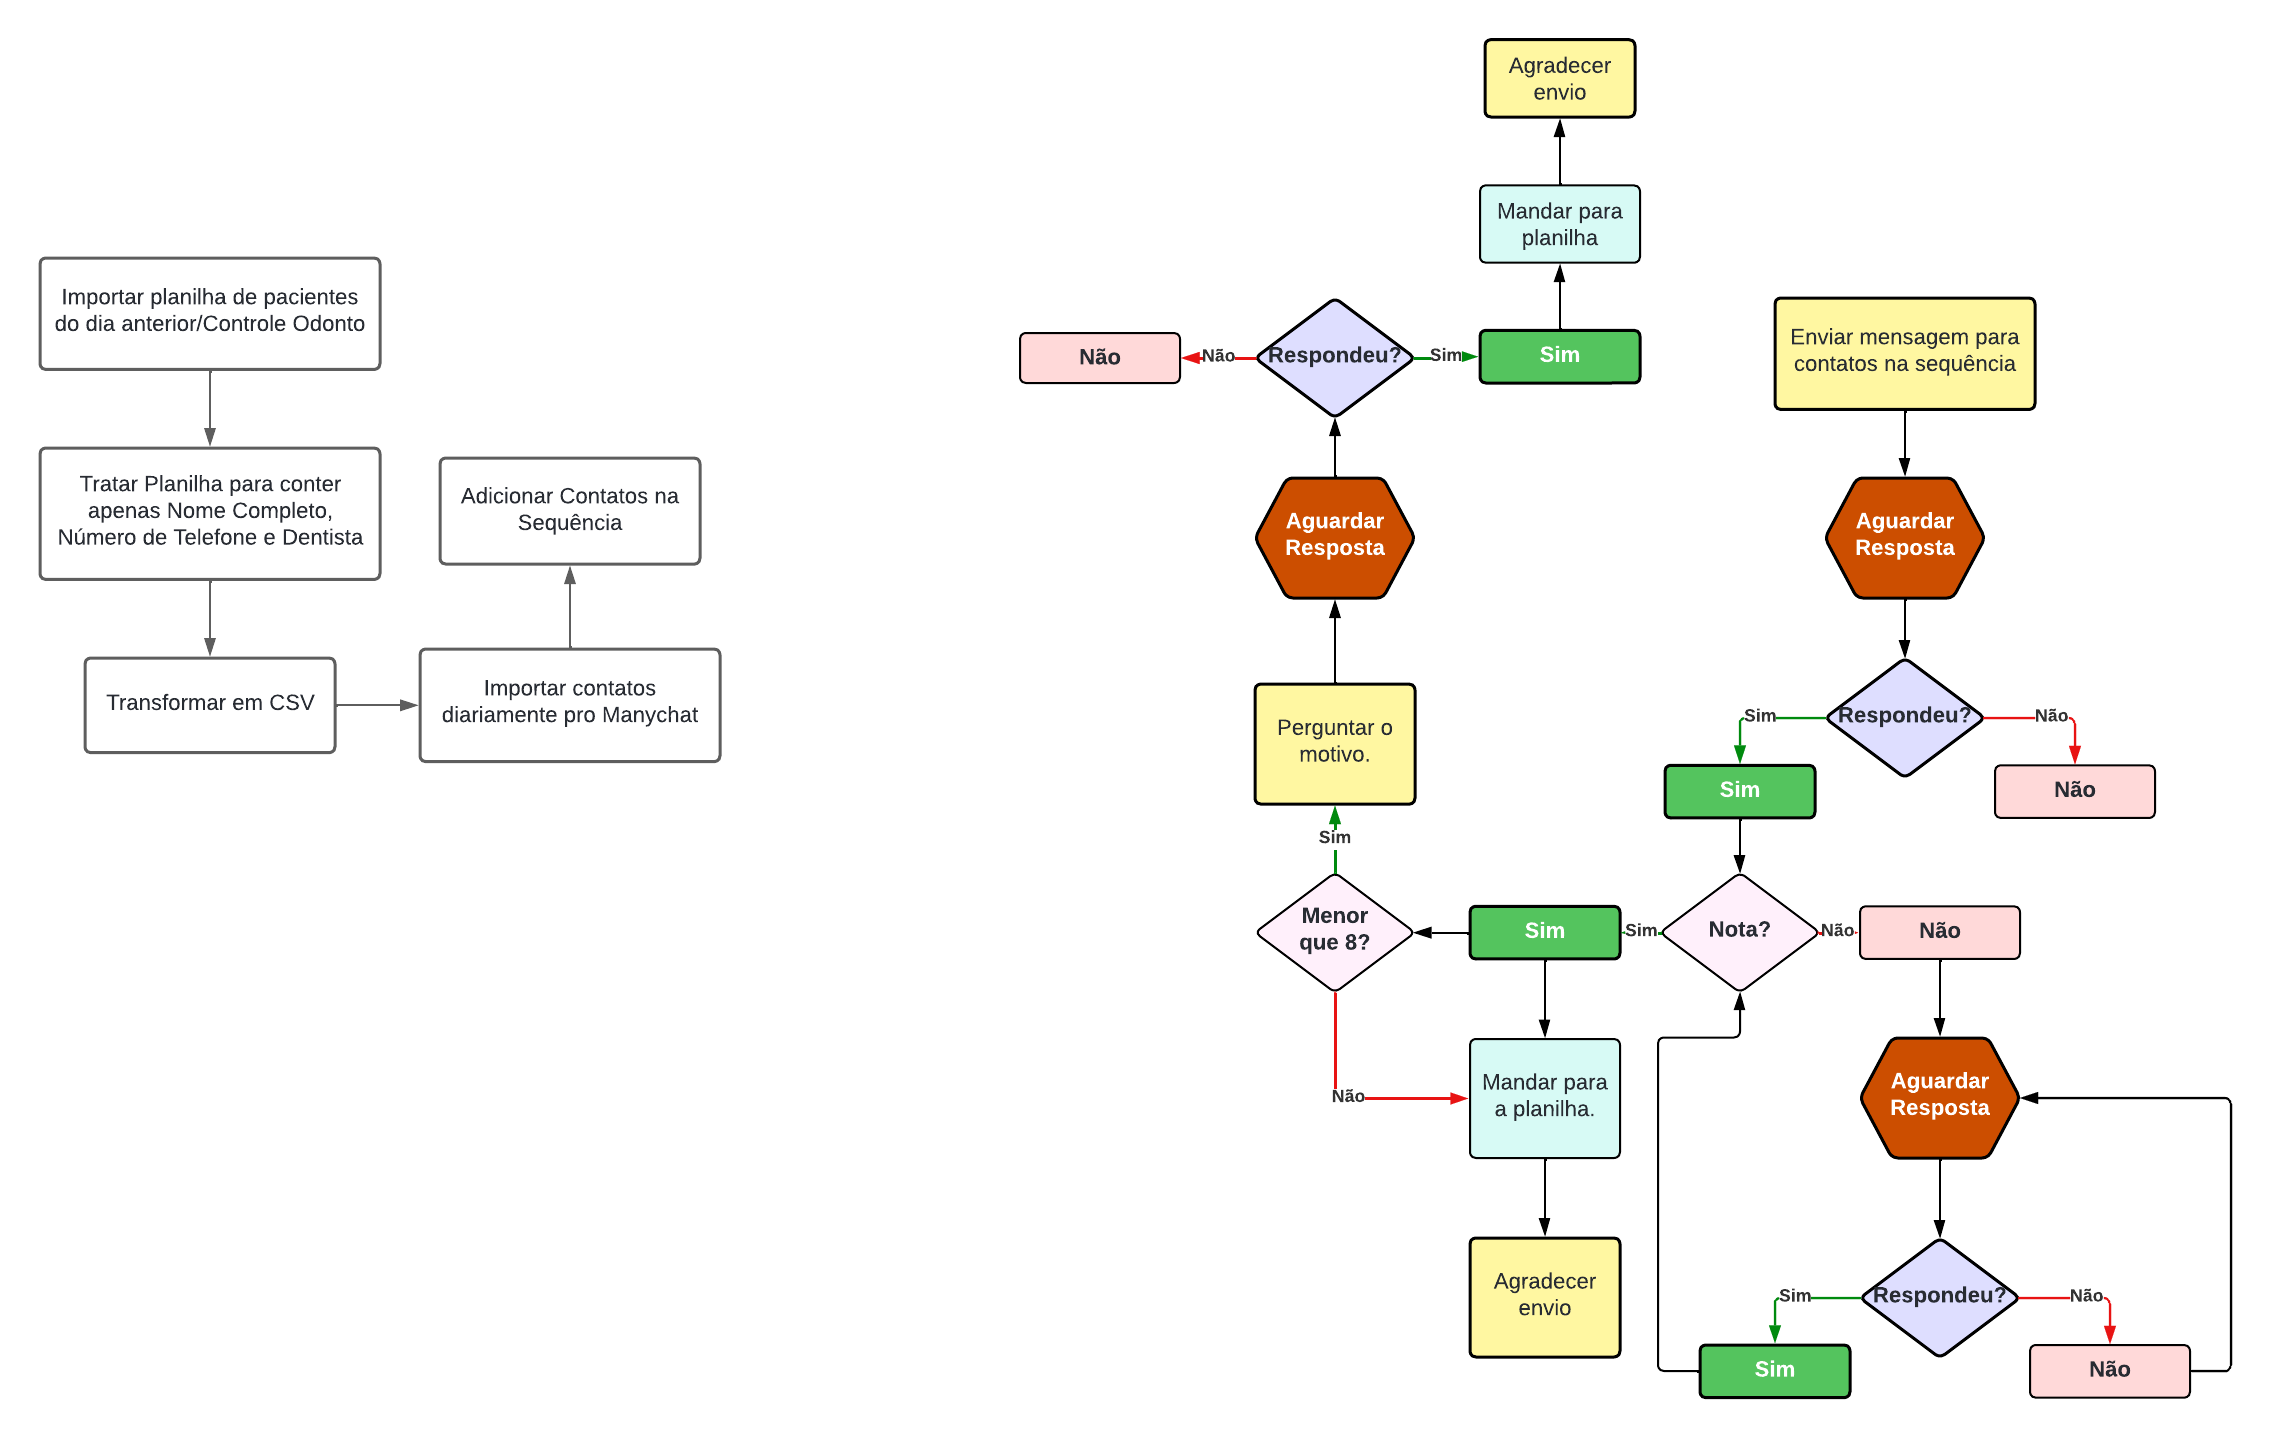 Importar planilha de pacientes
do dia anterior/Controle Odonto
Tratar Planilha para conter
apenas Nome Completo,
Número de Telefone e Dentista
Transformar em CSV
Importar contatos
diariamente pro Manychat
Adicionar Contatos na
Sequência
Agradecer
envio
Mandar para
planilha
Não
Não
Respondeu?
Sim
Sim
Aguardar
Resposta
Perguntar o
motivo.
Sim
Menor
que 8?
Não
Enviar mensagem para
contatos na sequência
Aguardar
Resposta
Sim
Respondeu?
Não
Sim
Não
Sim
Sim
Nota?
Não
Não
Mandar para
a planilha.
Agradecer
envio
Aguardar
Resposta
Sim
Respondeu?
Não
Sim
Não